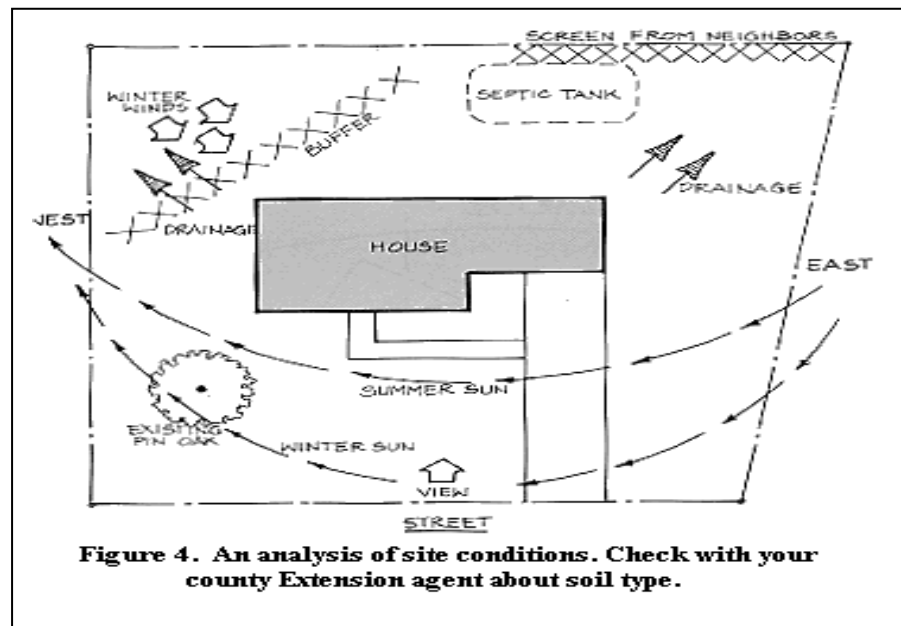 SCREEN FROM NEIGHBORS
WINTER
WINDS
SEPTIC TANK
BUFFER
DRAINAGE
JEST
DRAINAGE
HOUSE
EAST
SUMMER SUN
EXISTING
PIN OAK
WINTER SUN
VIEW
STREET
Figure 4. An analysis of site conditions. Check with your
county Extension agent about soil type.